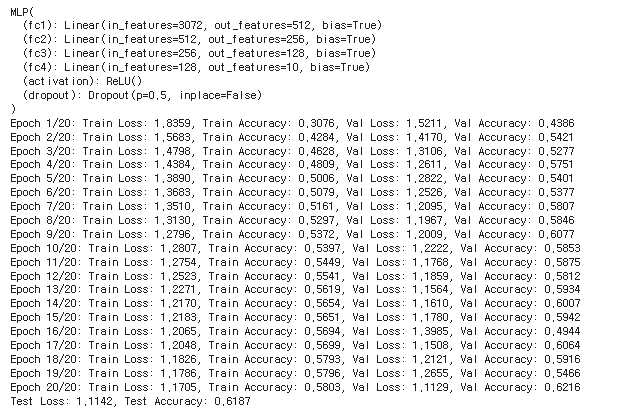 MLP(
  (fc1): Linear(in_features=3072, out_features=512, bias=True)
  (fc2): Linear(in_features=512, out_features=256, bias=True)
  (fc3): Linear(in_features=256, out_features=128, bias=True)
  (fc4): Linear(in_features=128, out_features=10, bias=True)
  (activation): ReLU()
  (dropout): Dropout(p=0.5, inplace=False)
)
Epoch 1/20: Train Loss: 1.8359, Train Accuracy: 0.3076, Val Loss: 1.5211, Val Accuracy: 0.4386
Epoch 2/20: Train Loss: 1.5683, Train Accuracy: 0.4284, Val Loss: 1.4170, Val Accuracy: 0.5421
Epoch 3/20: Train Loss: 1.4798, Train Accuracy: 0.4628, Val Loss: 1.3106, Val Accuracy: 0.5277
Epoch 4/20: Train Loss: 1.4384, Train Accuracy: 0.4809, Val Loss: 1.2611, Val Accuracy: 0.5751
Epoch 5/20: Train Loss: 1.3890, Train Accuracy: 0.5006, Val Loss: 1.2822, Val Accuracy: 0.5401
Epoch 6/20: Train Loss: 1.3683, Train Accuracy: 0.5079, Val Loss: 1.2526, Val Accuracy: 0.5377
Epoch 7/20: Train Loss: 1.3510, Train Accuracy: 0.5161, Val Loss: 1.2095, Val Accuracy: 0.5807
Epoch 8/20: Train Loss: 1.3130, Train Accuracy: 0.5297, Val Loss: 1.1967, Val Accuracy: 0.5846
Epoch 9/20: Train Loss: 1.2796, Train Accuracy: 0.5372, Val Loss: 1.2009, Val Accuracy: 0.6077
Epoch 10/20: Train Loss: 1.2807, Train Accuracy: 0.5397, Val Loss: 1.2222, Val Accuracy: 0.5853
Epoch 11/20: Train Loss: 1.2754, Train Accuracy: 0.5449, Val Loss: 1.1768, Val Accuracy: 0.5875
Epoch 12/20: Train Loss: 1.2523, Train Accuracy: 0.5541, Val Loss: 1.1859, Val Accuracy: 0.5812
Epoch 13/20: Train Loss: 1.2271, Train Accuracy: 0.5619, Val Loss: 1.1564, Val Accuracy: 0.5934
Epoch 14/20: Train Loss: 1.2170, Train Accuracy: 0.5654, Val Loss: 1.1610, Val Accuracy: 0.6007
Epoch 15/20: Train Loss: 1.2183, Train Accuracy: 0.5651, Val Loss: 1.1780, Val Accuracy: 0.5942
Epoch 16/20: Train Loss: 1.2065, Train Accuracy: 0.5694, Val Loss: 1.3985, Val Accuracy: 0.4944
Epoch 17/20: Train Loss: 1.2048, Train Accuracy: 0.5699, Val Loss: 1.1508, Val Accuracy: 0.6064
Epoch 18/20: Train Loss: 1.1826, Train Accuracy: 0.5793, Val Loss: 1.2121, Val Accuracy: 0.5916
Epoch 19/20: Train Loss: 1.1786, Train Accuracy: 0.5796, Val Loss: 1.2655, Val Accuracy: 0.5466
Epoch 20/20: Train Loss: 1.1705, Train Accuracy: 0.5803, Val Loss: 1.1129, Val Accuracy: 0.6216
Test Loss: 1.1142, Test Accuracy: 0.6187